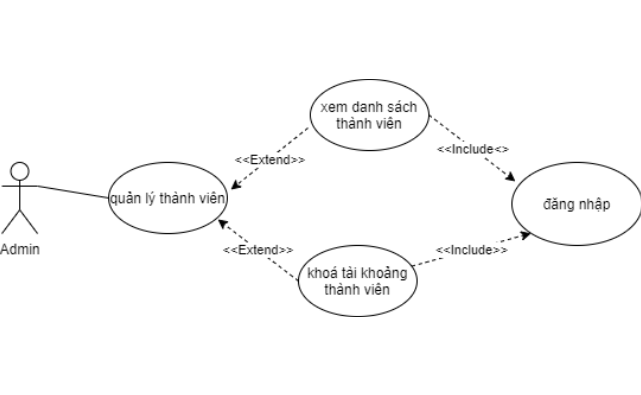 xem danh sách
thành viên
<<Extend>>
<<Include<>
quản lý thành viên
đăng nhập
Admin
<<Extend>>
<<Include>>
khoá tài khoảng
thành viên